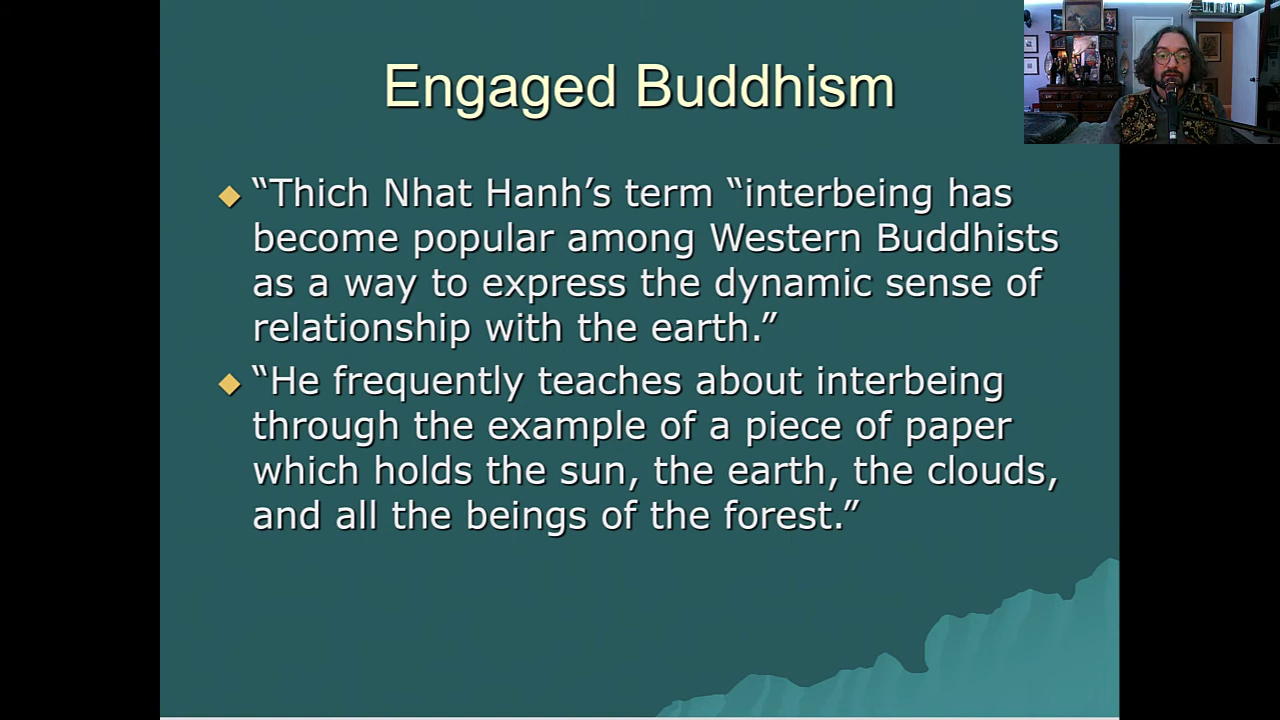 Engaged Buddhism
“Thich Nhat Hanh’s term “interbeing has
become popular among Western Buddhists
as a way to express the dynamic sense of
relationship with the earth.”
“He frequently teaches about interbeing
through the example of a piece of paper
which holds the sun, the earth, the clouds,
and all the beings of the forest.”